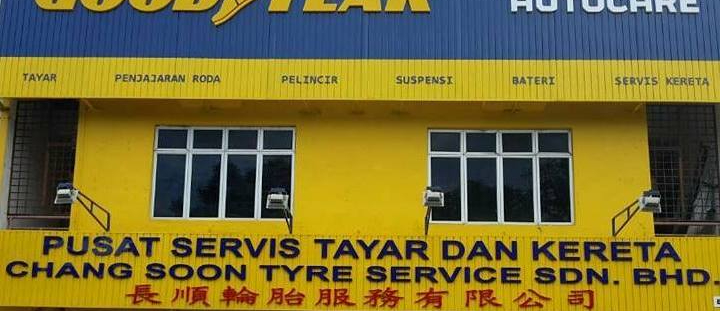 GOODYEAR AUTOCARE
TAYAR PENJAJARAN RODA PELINCIR SUSPENSI BATERI SERVIS KERETA
PUSAT SERVIS TAYAR DAN KERETA
CHANG SOON TYRE SERVICE SDN. BHD.
長順輪胎服務有限公司